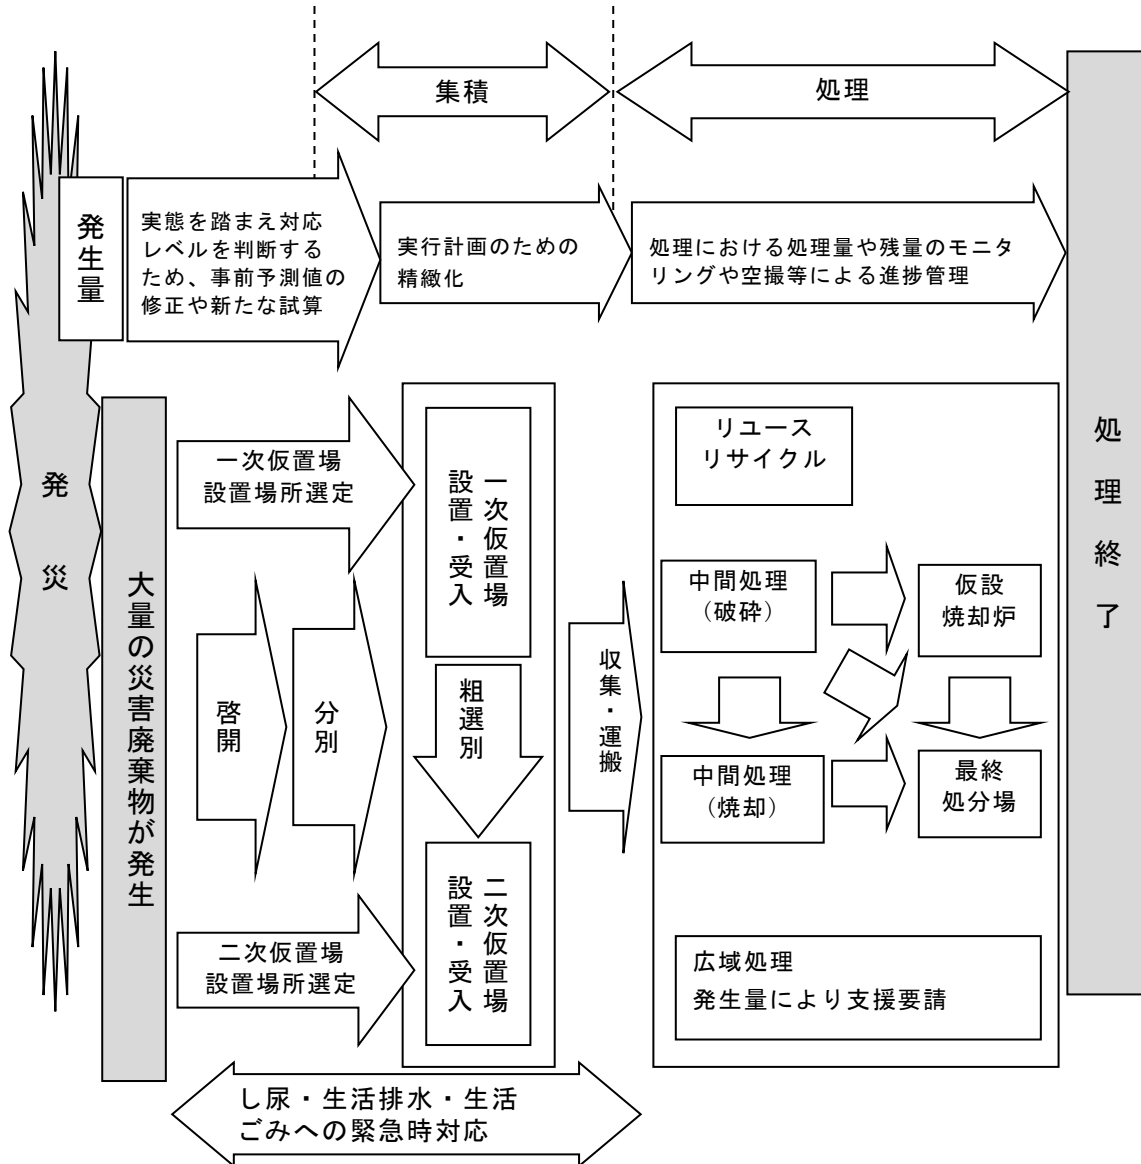 集積
処理
発生量
実態を踏まえ対応
レベルを判断する
ため、事前予測値の
修正や新たな試算
実行計画のための
精緻化
処理における処理量や残量のモニタ
リングや空撮等による進捗管理
発災
大量の災害廃棄物が発生
一次仮置場
設置場所選定
啓開
分別
二次仮置場
設置場所選定
一次仮置場
設置・受入
粗選別
二次仮置場
設置・受入
収集・運搬
リユース
リサイクル
中間処理
（破砕）
仮設
焼却炉
中間処理
（焼却）
最終
処分場
広域処理
発生量により支援要請
処理終了
し尿・生活排水・生活
ごみへの緊急時対応